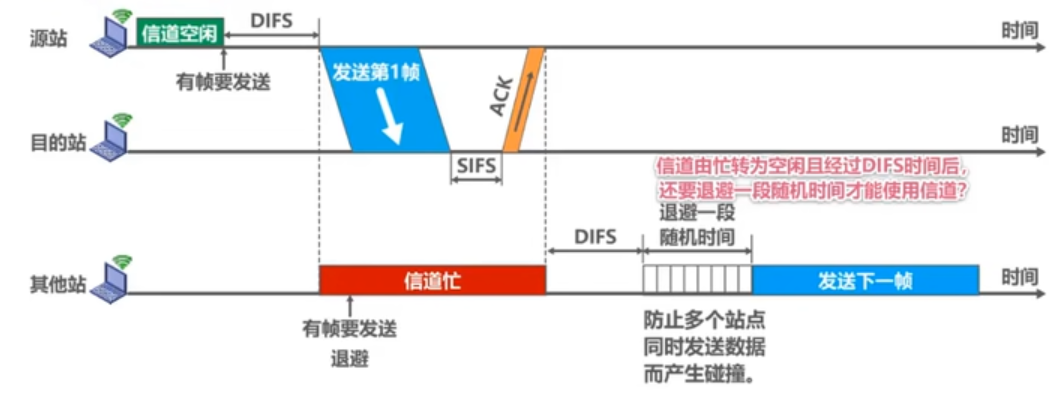 源站
信道空闲
DIFS
时间
有帧要发送
发送第1帧
ACK
目的站
时间
SIFS
信道由忙转为空闲且经过DIFS时间后，
还要退避一段随机时间才能使用信道?
退避一段
随机时间
DIFS
其他站
信道忙
发送下一帧
时间
有帧要发送
退避
防止多个站点
同时发送数据
而产生碰撞。